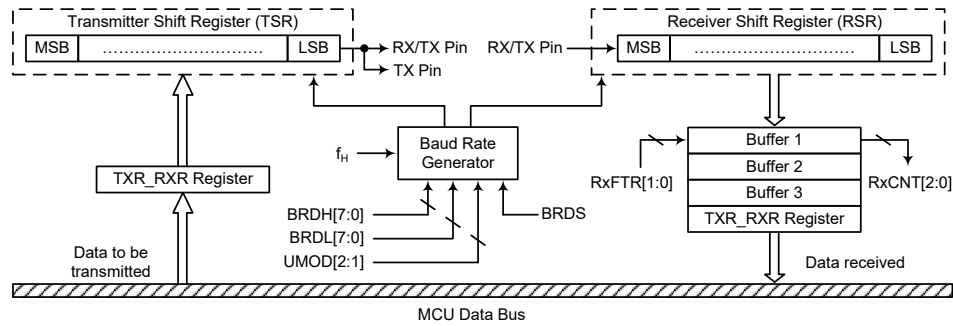 Transmitter Shift Register (TSR)
MSB ................................ LSB
RX/TX Pin
TX Pin
Receiver Shift Register (RSR)
RX/TX Pin
MSB ................................ LSB
Baud Rate
Generator
fH
BRDH[7:0]
BRDL[7:0]
UMOD[2:1]
BRDS
TXR_RXR Register
Data to be
transmitted
Buffer 1
Buffer 2
Buffer 3
TXR_RXR Register
RxFTR[1:0]
RxCNT[2:0]
Data received
MCU Data Bus